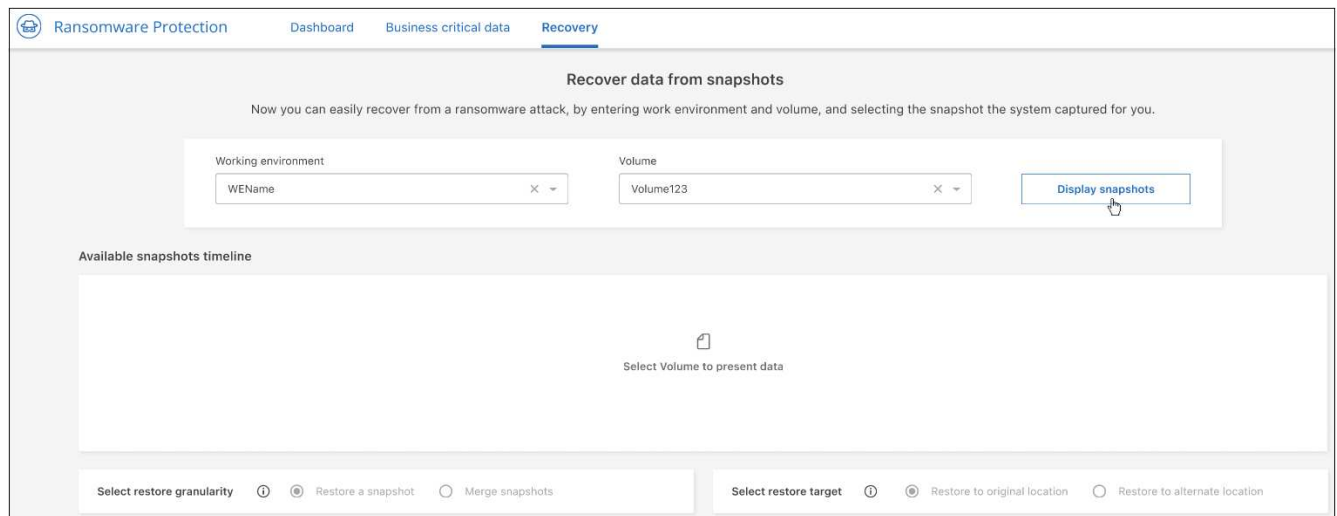 Ransomware Protection Dashboard Business critical data Recovery
Recover data from snapshots
Now you can easily recover from a ransomware attack, by entering work environment and volume, and selecting the snapshot the system captured for you.
Working environment Volume
WEName Volume123 Display snapshots
Available snapshots timeline
Select Volume to present data
Select restore granularity Restore a snapshot Merge snapshots Select restore target Restore to original location Restore to alternate location